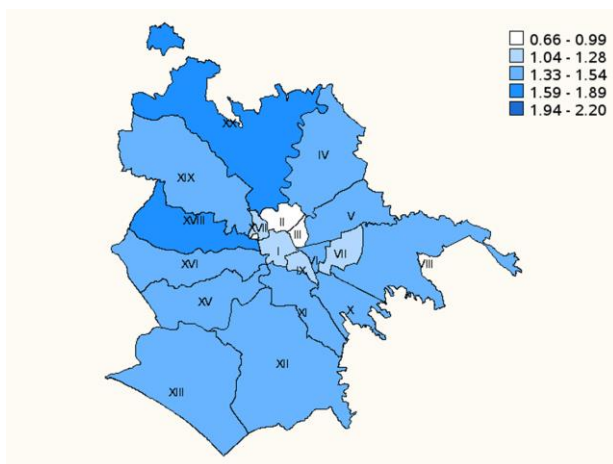 0.66 - 0.99
1.04 - 1.28
1.33 - 1.54
1.59 - 1.89
1.94 - 2.20
XX
IV
XIX
XVIII
XVII
II
III
V
I
VI
VII
IX
VIII
XVI
XV
XI
X
XII
XIII